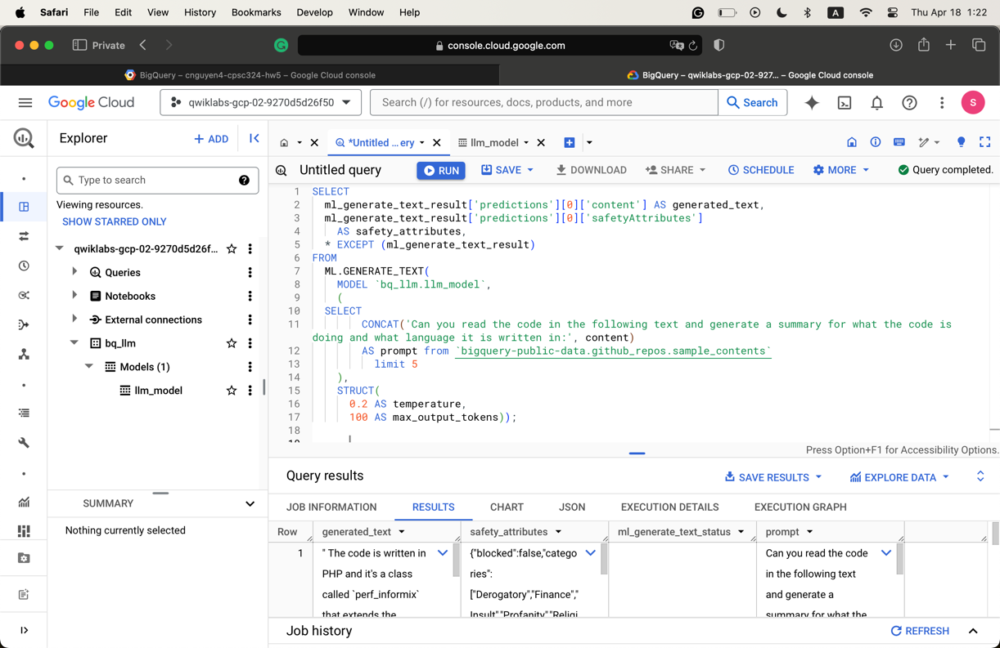 Safari File Edit View History Bookmarks Develop Window Help A Thu Apr 18 1:22
Private console.cloud.google.com
BigQuery – cnguyen4-cpsc324-hw5 – Google Cloud console BigQuery – qwiklabs-gcp-02-927... – Google Cloud console
Google Cloud qwiklabs-gcp-02-9270d5d26f50 Search (/) for resources, docs, products, and more Search S
Explorer + ADD
*Untitled ...ery llm_model
Untitled query RUN SAVE DOWNLOAD SHARE SCHEDULE MORE Query completed.
Type to search
Viewing resources.
SHOW STARRED ONLY
qwiklabs-gcp-02-9270d5d26f...
Queries
Notebooks
External connections
bq_llm
Models (1)
llm_model
SUMMARY
Nothing currently selected
1 SELECT
2 ml_generate_text_result['predictions'][0]['content'] AS generated_text,
3 ml_generate_text_result['predictions'][0]['safetyAttributes']
4 AS safety_attributes,
5 * EXCEPT (ml_generate_text_result)
6 FROM
7 ML.GENERATE_TEXT(
8 MODEL `bq_llm.llm_model`,
9 (
10 SELECT
11 CONCAT('Can you read the code in the following text and generate a summary for what the code is
doing and what language it is written in:', content)
12 AS prompt from `bigquery-public-data.github_repos.sample_contents`
13 limit 5
14 ),
15 STRUCT(
16 0.2 AS temperature,
17 100 AS max_output_tokens));
18
19
Press Option+F1 for Accessibility Options.
Query results SAVE RESULTS EXPLORE DATA
JOB INFORMATION RESULTS CHART JSON EXECUTION DETAILS EXECUTION GRAPH
Row generated_text safety_attributes ml_generate_text_status prompt
1 " The code is written in {"blocked":false,"catego Can you read the code
PHP and it's a class ries": in the following text
called `perf_informix` ["Derogatory","Finance"," and generate a
that extends the Insult","Profanity","Religi summary for what the
Job history REFRESH